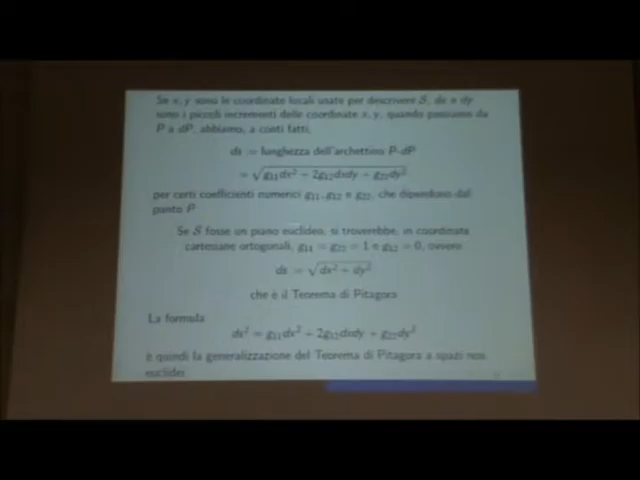 Se x, y sono le coordinate locali usate per descrivere S, dx e dy
sono i piccoli incrementi delle coordinate x, y, quando passiamo da
P a dP, abbiamo, a conti fatti,
ds := lunghezza dell'archettino P-dP
= √g₁₁dx² + 2g₁₂dxdy + g₂₂dy²
per certi coefficienti numerici g₁₁, g₁₂ e g₂₂, che dipendono dal
punto P
Se S fosse un piano euclideo, si troverebbe, in coordinate
cartesiane ortogonali, g₁₁ = g₂₂ = 1 e g₁₂ = 0, ovvero
ds := √dx² + dy²
che è il Teorema di Pitagora
La formula
ds² = g₁₁dx² + 2g₁₂dxdy + g₂₂dy²
è quindi la generalizzazione del Teorema di Pitagora a spazi non
euclidei